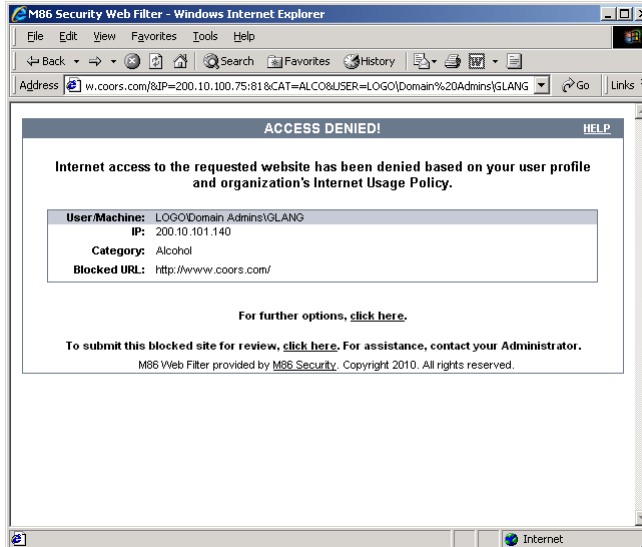 M86 Security Web Filter - Windows Internet Explorer
File Edit View Favorites Tools Help
Back Search Favorites History
Address w.coors.com/&IP=200.10.100.75:81&CAT=ALCO&USER=LOGO\Domain%20Admins\GLANG Go Links
ACCESS DENIED! HELP
Internet access to the requested website has been denied based on your user profile
and organization's Internet Usage Policy.
User/Machine: LOGO\Domain Admins\GLANG
IP: 200.10.101.140
Category: Alcohol
Blocked URL: http://www.coors.com/
For further options, click here.
To submit this blocked site for review, click here. For assistance, contact your Administrator.
M86 Web Filter provided by M86 Security. Copyright 2010. All rights reserved.
Internet